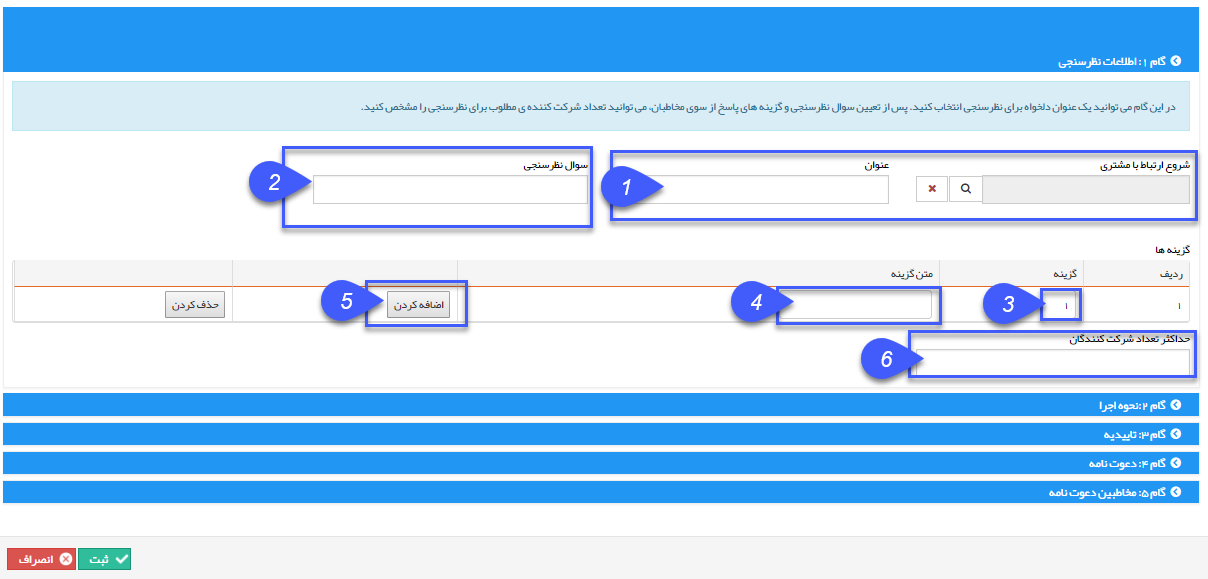 گام ۱: اطلاعات نظرسنجی
در این گام می توانید یک عنوان دلخواه برای نظرسنجی انتخاب کنید. پس از تعیین سوال نظرسنجی و گزینه های پاسخ از سوی مخاطبان، می توانید تعداد شرکت کننده ی مطلوب برای نظرسنجی را مشخص کنید.
شروع ارتباط با مشتری
عنوان
سوال نظرسنجی
1
2
گزینه ها
ردیف گزینه متن گزینه
۱ ۱ اضافه کردن حذف کردن
3
4
5
حداکثر تعداد شرکت کنندگان
6
گام ۲:نحوه اجرا
گام ۳: تاییدیه
گام ۴: دعوت نامه
گام ۵: مخاطبین دعوت نامه
ثبت
انصراف